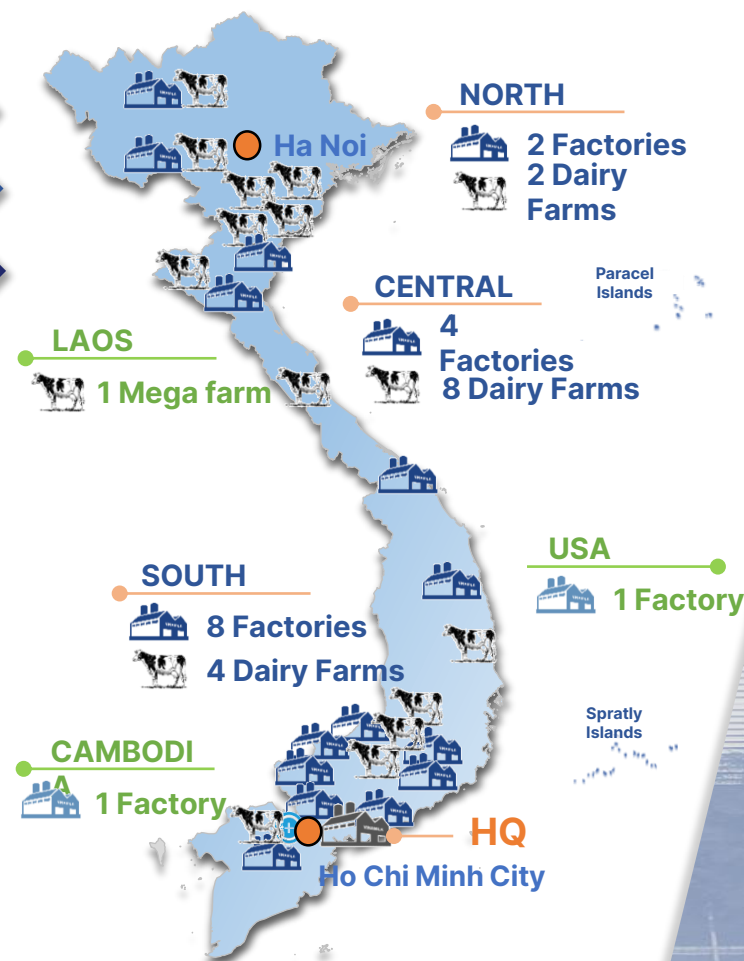 NORTH
2 Factories
2 Dairy
Farms
Ha Noi
Paracel
Islands
CENTRAL
4
Factories
8 Dairy Farms
LAOS
1 Mega farm
USA
1 Factory
SOUTH
8 Factories
4 Dairy Farms
Spratly
Islands
CAMBODI
A
1 Factory
HQ
Ho Chi Minh City